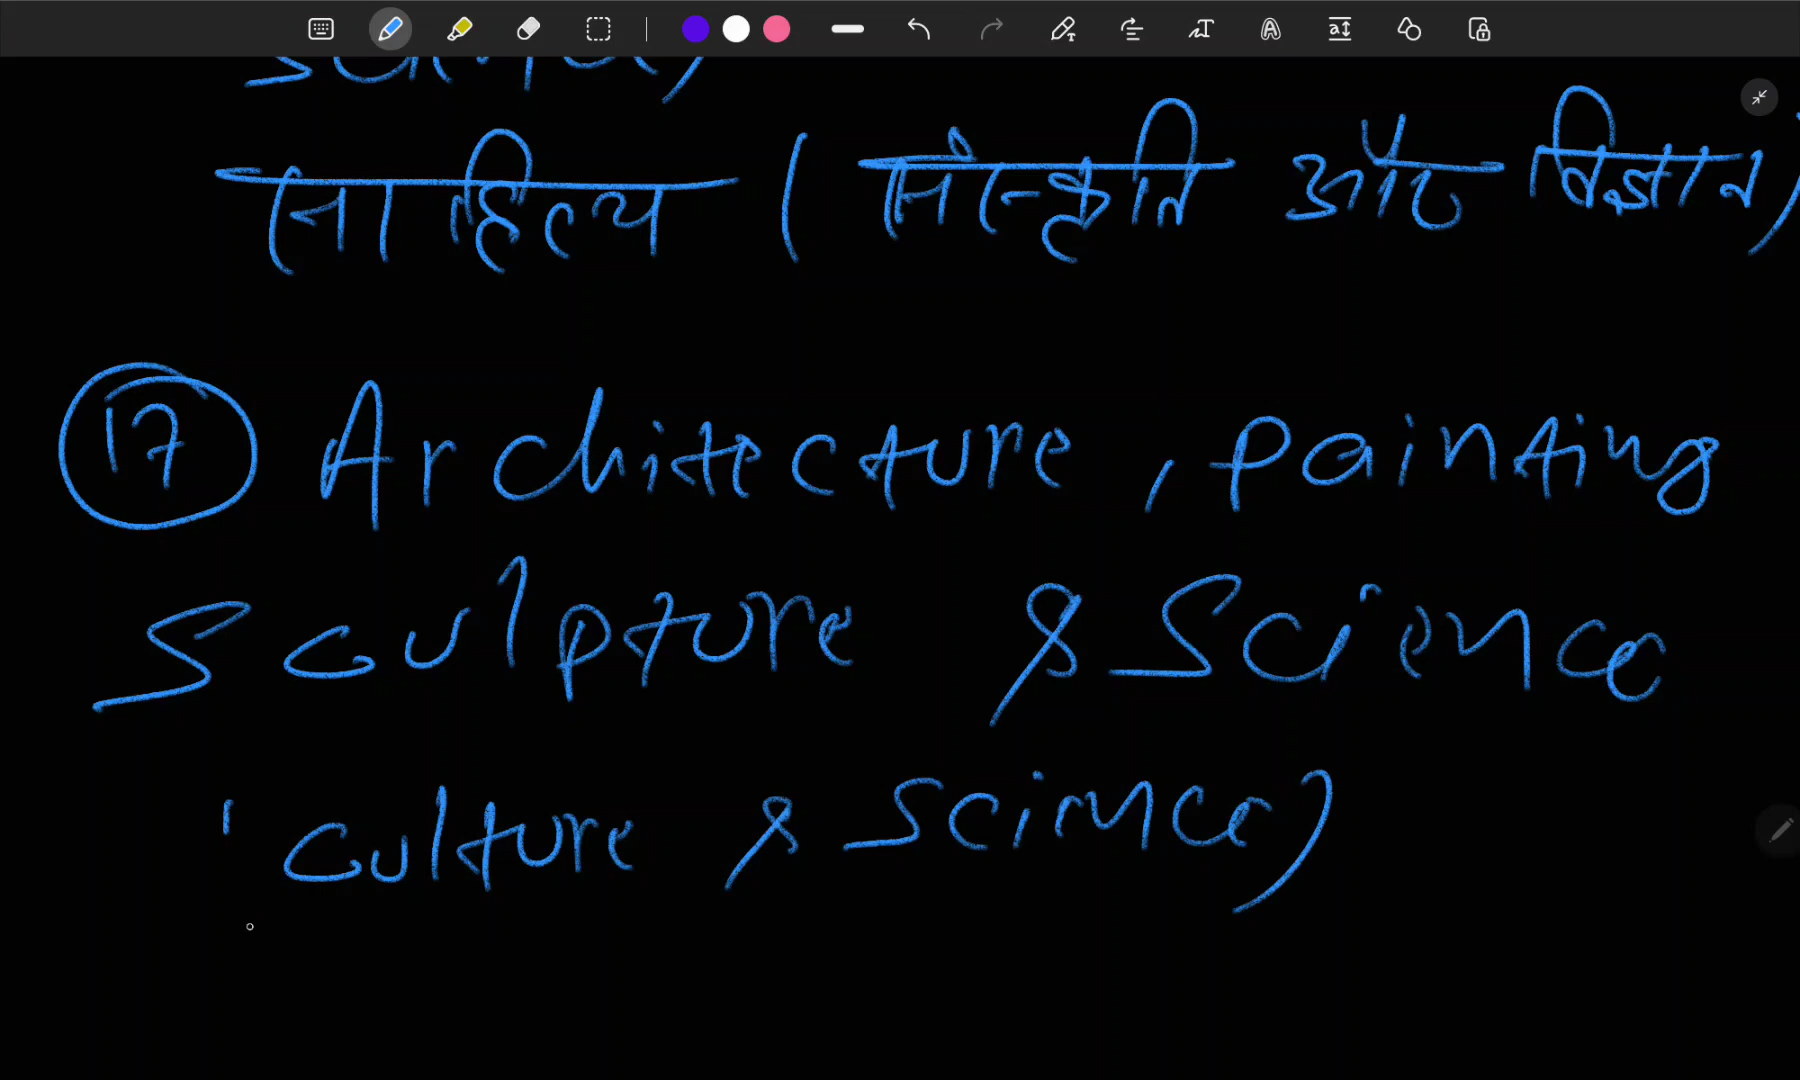 साहित्य (संस्कृति और विज्ञान)
17 Architecture, painting
Sculpture & Science
' culture & science)